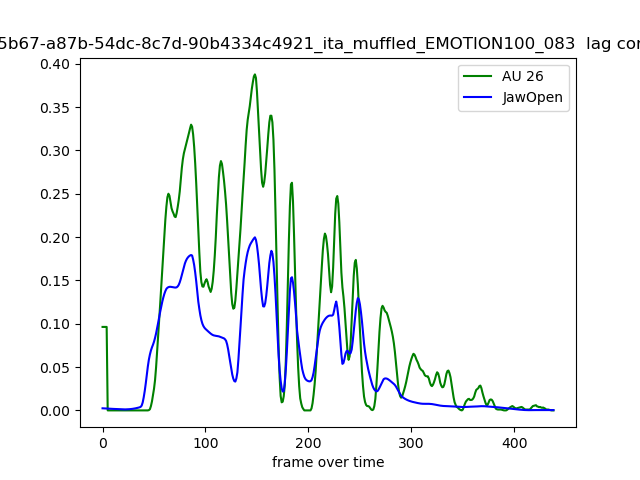 5b67-a87b-54dc-8c7d-90b4334c4921_ita_muffled_EMOTION100_083 lag cor
0.40
0.35
0.30
0.25
0.20
0.15
0.10
0.05
0.00
AU 26
JawOpen
0 100 200 300 400
frame over time